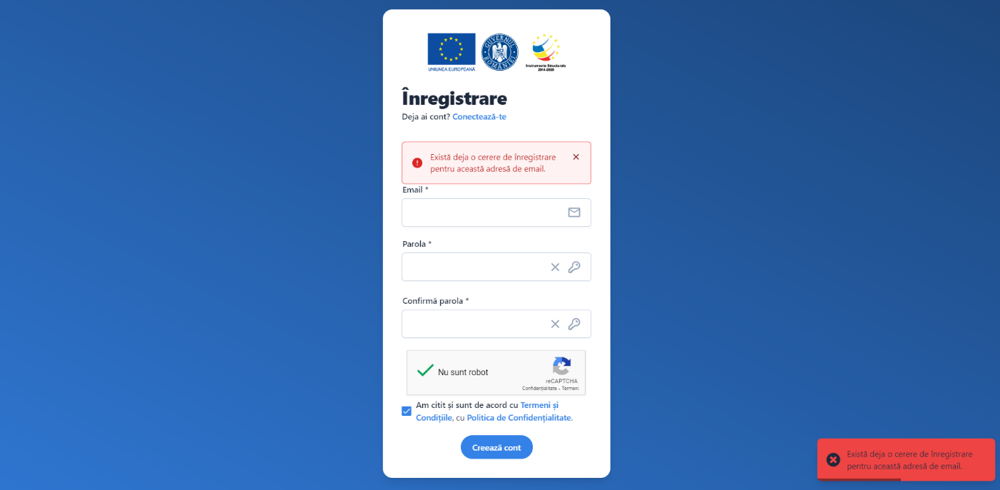 UNIUNEA EUROPEANĂ
GUVERNUL ROMÂNIEI
Instrumente Structurale
2014-2020
Înregistrare
Deja ai cont? Conectează-te
Există deja o cerere de înregistrare
pentru această adresă de email.
Email *
Parola *
Confirmă parola *
Nu sunt robot
reCAPTCHA
Confidențialitate - Termeni
Am citit și sunt de acord cu Termeni și
Condițiile, cu Politica de Confidențialitate.
Creează cont
Există deja o cerere de înregistrare
pentru această adresă de email.